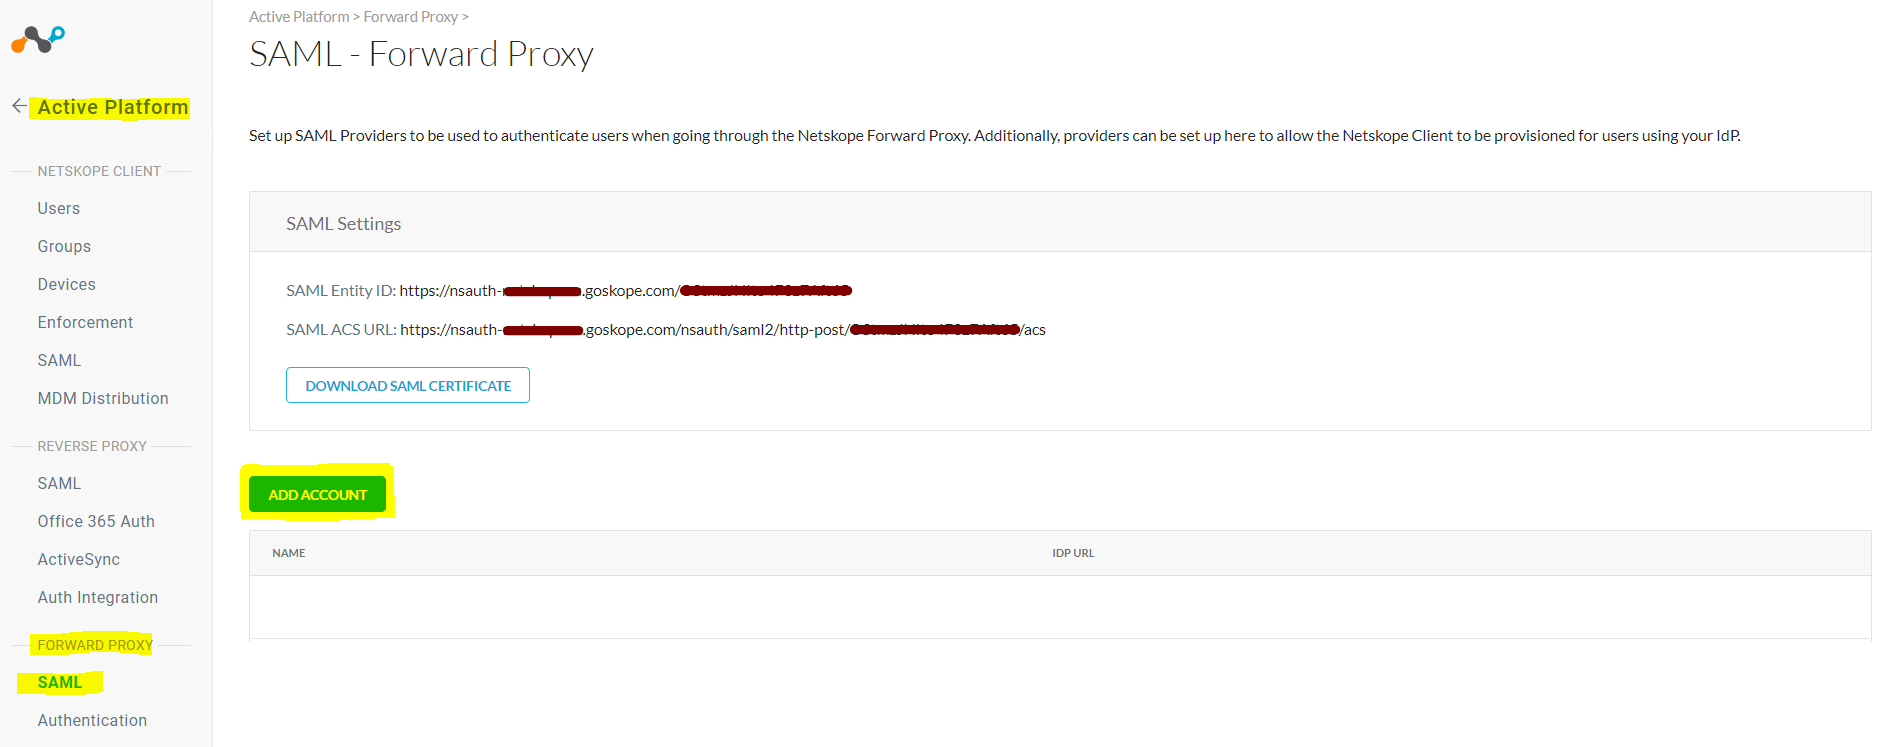 Active Platform > Forward Proxy >
SAML - Forward Proxy
Active Platform
Set up SAML Providers to be used to authenticate users when going through the Netskope Forward Proxy. Additionally, providers can be set up here to allow the Netskope Client to be provisioned for users using your IdP.
NETSKOPE CLIENT
Users
Groups
Devices
Enforcement
SAML
MDM Distribution
REVERSE PROXY
SAML
Office 365 Auth
ActiveSync
Auth Integration
FORWARD PROXY
SAML
Authentication
SAML Settings
SAML Entity ID: https://nsauth- .goskope.com/
SAML ACS URL: https://nsauth- .goskope.com/nsauth/saml2/http-post/ /acs
DOWNLOAD SAML CERTIFICATE
ADD ACCOUNT
NAME IDP URL